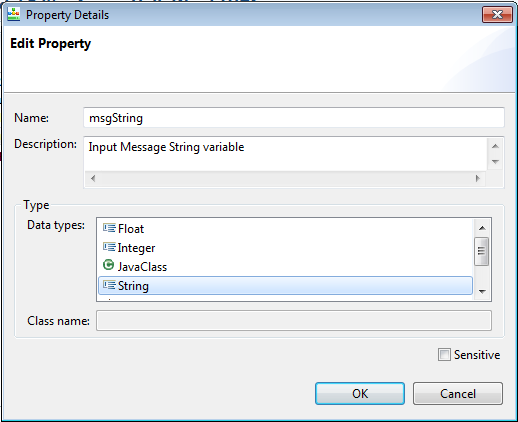 Property Details
Edit Property
Name: msgString
Description: Input Message String variable
Type
Data types: Float
Integer
JavaClass
String
Class name:
Sensitive
OK Cancel